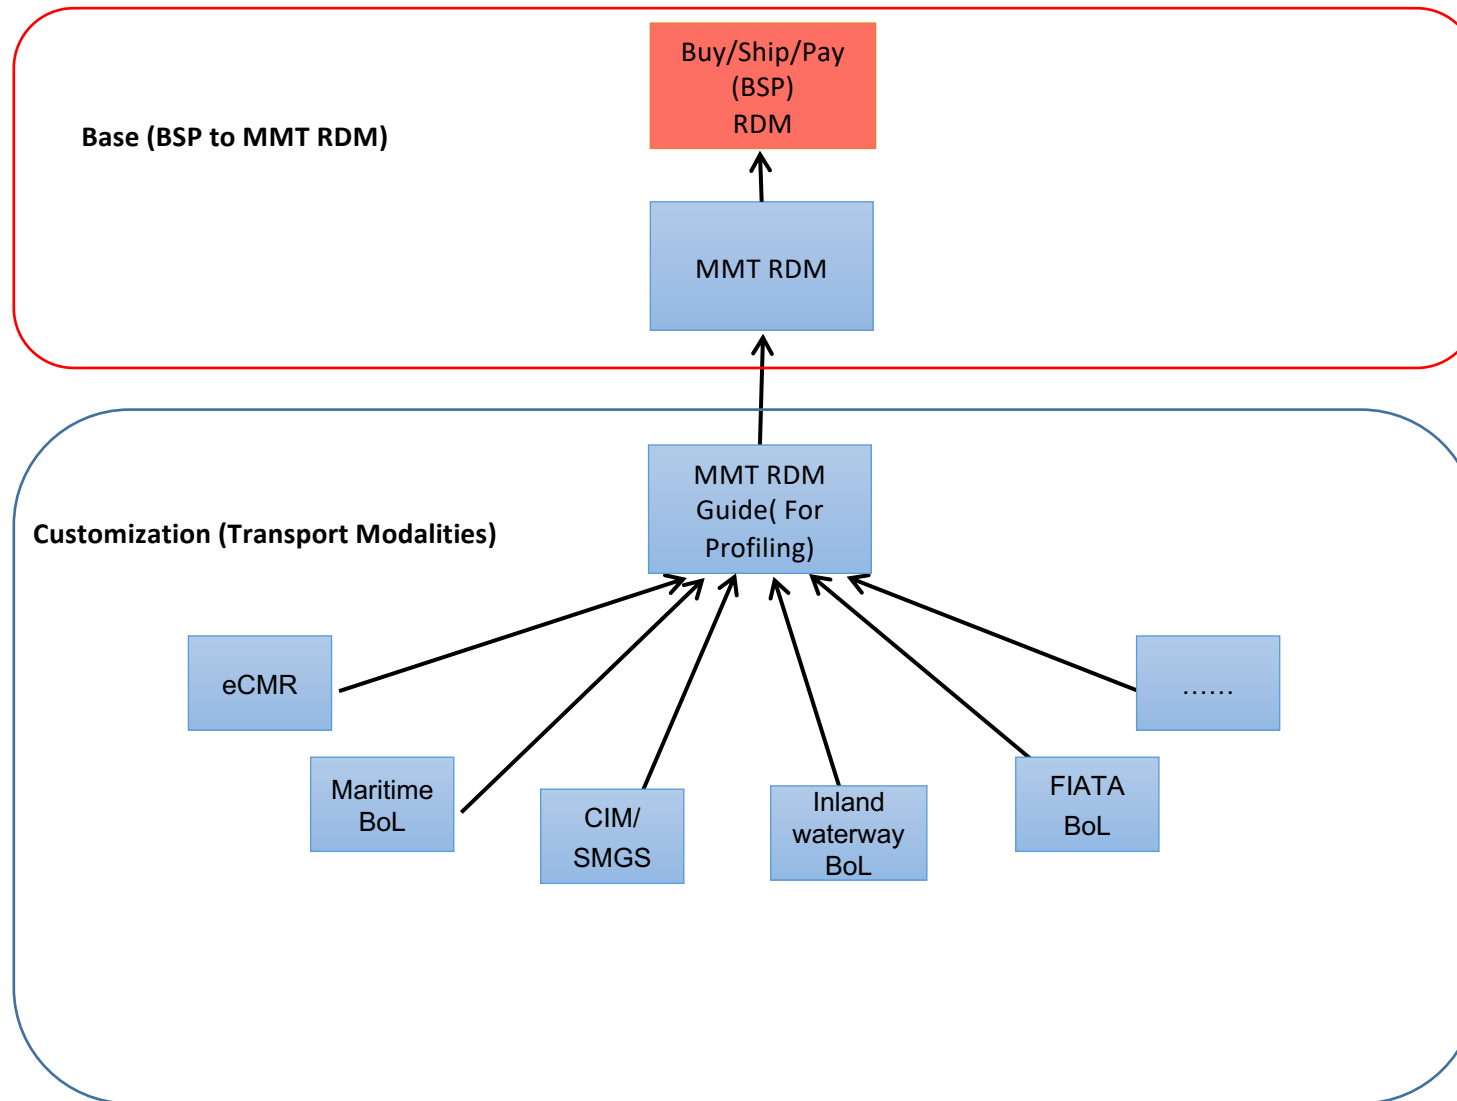 Buy/Ship/Pay
(BSP)
RDM
Base (BSP to MMT RDM)
MMT RDM
MMT RDM
Guide( For
Profiling)
Customization (Transport Modalities)
eCMR
……
Maritime
BoL
CIM/
SMGS
Inland
waterway
BoL
FIATA
BoL